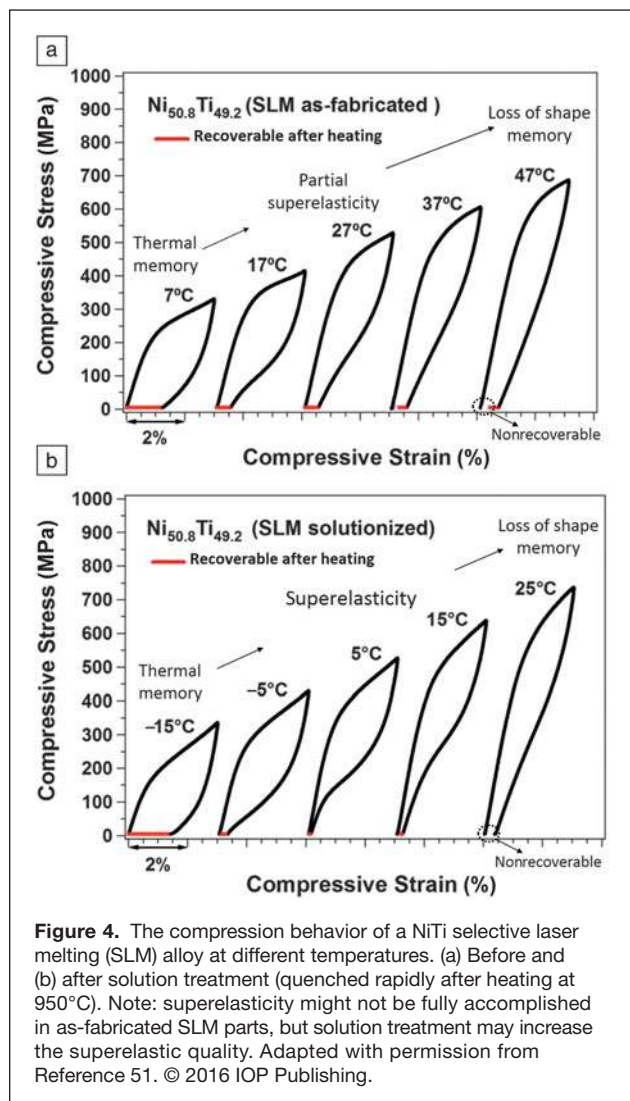 a
1000
900
800
700
600
500
400
300
200
100
0
Compressive Stress (MPa)
Ni50.8Ti49.2 (SLM as-fabricated )
Recoverable after heating
Loss of shape
memory
Partial
superelasticity
Thermal
memory
7ºC
17ºC
27ºC
37ºC
47ºC
2%
Nonrecoverable
Compressive Strain (%)
b
1000
900
800
700
600
500
400
300
200
100
0
Compressive Stress (MPa)
Ni50.8Ti49.2 (SLM solutionized)
Recoverable after heating
Loss of shape
memory
Superelasticity
Thermal
memory
–15°C
–5°C
5°C
15°C
25°C
2%
Nonrecoverable
Compressive Strain (%)
Figure 4. The compression behavior of a NiTi selective laser
melting (SLM) alloy at different temperatures. (a) Before and
(b) after solution treatment (quenched rapidly after heating at
950°C). Note: superelasticity might not be fully accomplished
in as-fabricated SLM parts, but solution treatment may increase
the superelastic quality. Adapted with permission from
Reference 51. © 2016 IOP Publishing.